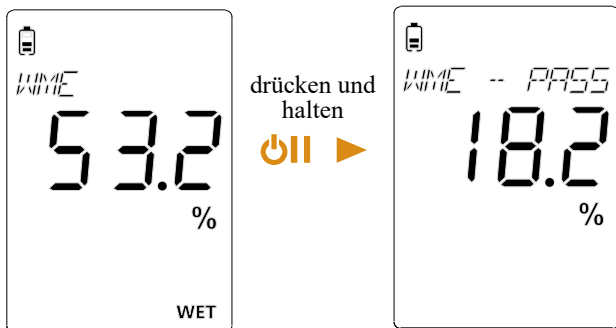 WME
53.2
%
WET
drücken und
halten
WME -- PASS
18.2
%